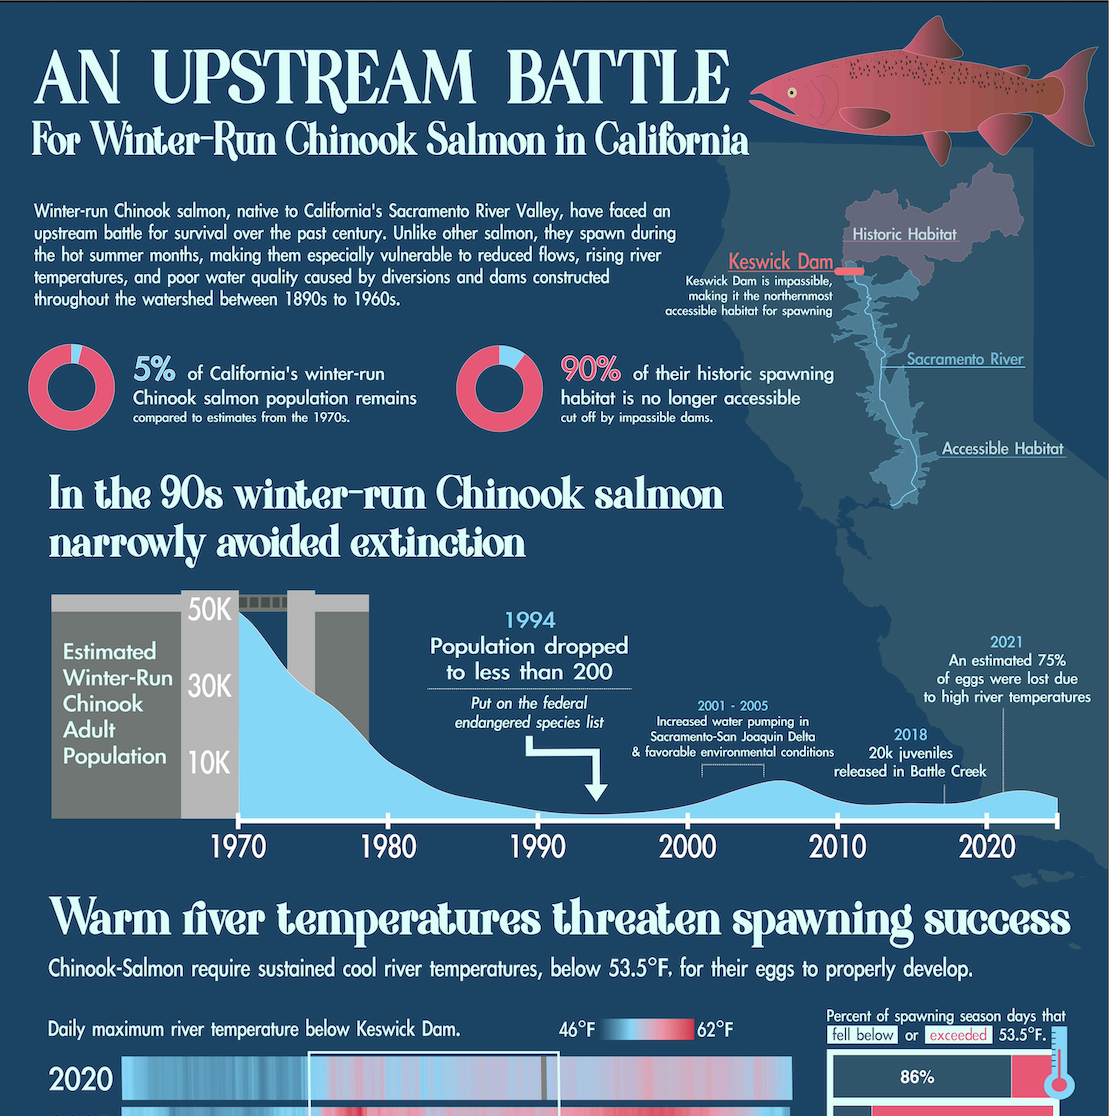 AN UPSTREAM BATTLE
For Winter-Run Chinook Salmon in California
Winter-run Chinook salmon, native to California's Sacramento River Valley, have faced an
upstream battle for survival over the past century. Unlike other salmon, they spawn during
the hot summer months, making them especially vulnerable to reduced flows, rising river
temperatures, and poor water quality caused by diversions and dams constructed
throughout the watershed between 1890s to 1960s.
Historic Habitat
Keswick Dam
Keswick Dam is impassible,
making it the northernmost
accessible habitat for spawning
Sacramento River
Accessible Habitat
5% of California's winter-run
Chinook salmon population remains
compared to estimates from the 1970s.
90% of their historic spawning
habitat is no longer accessible
cut off by impassible dams.
In the 90s winter-run Chinook salmon
narrowly avoided extinction
Estimated
Winter-Run
Chinook
Adult
Population
50K
30K
10K
1994
Population dropped
to less than 200
Put on the federal
endangered species list
2001 - 2005
Increased water pumping in
Sacramento-San Joaquin Delta
& favorable environmental conditions
2018
20k juveniles
released in Battle Creek
2021
An estimated 75%
of eggs were lost due
to high river temperatures
1970 1980 1990 2000 2010 2020
Warm river temperatures threaten spawning success
Chinook-Salmon require sustained cool river temperatures, below 53.5°F, for their eggs to properly develop.
Daily maximum river temperature below Keswick Dam.
46°F 62°F
Percent of spawning season days that
fell below or exceeded 53.5°F.
2020
86%